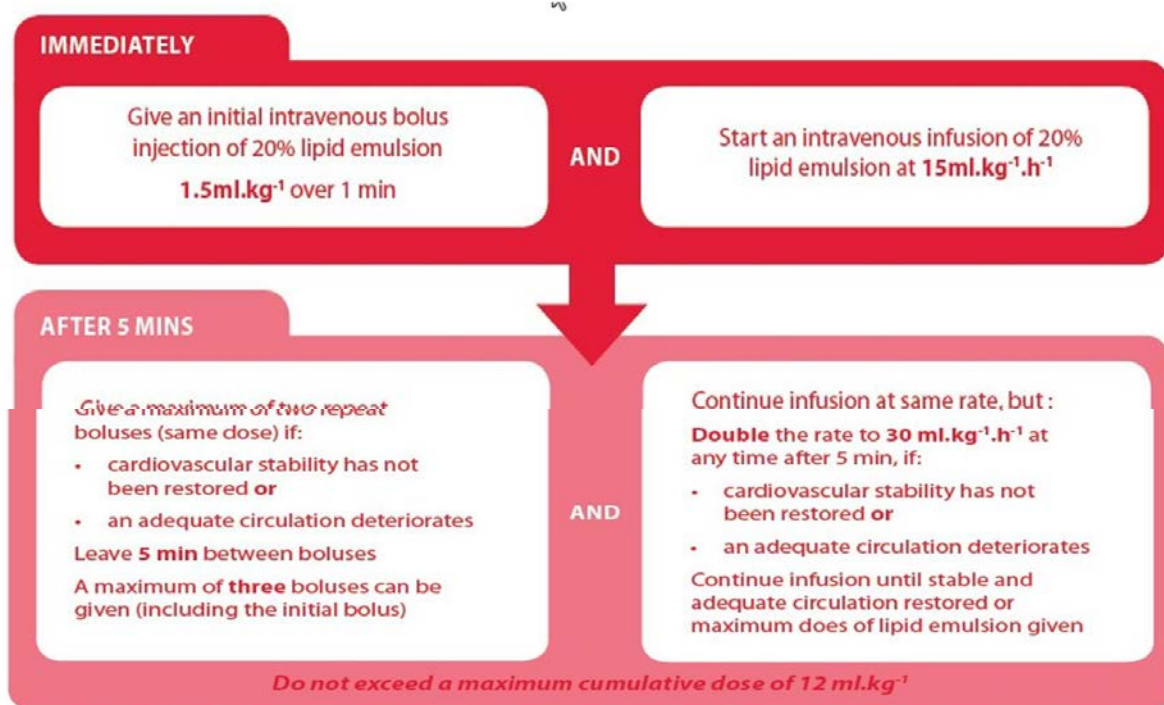 IMMEDIATELY
Give an initial intravenous bolus
injection of 20% lipid emulsion
1.5ml.kg⁻¹ over 1 min
AND
Start an intravenous infusion of 20%
lipid emulsion at 15ml.kg⁻¹.h⁻¹
AFTER 5 MINS
Give a maximum of two repeat
boluses (same dose) if:
• cardiovascular stability has not
been restored or
• an adequate circulation deteriorates
Leave 5 min between boluses
A maximum of three boluses can be
given (including the initial bolus)
AND
Continue infusion at same rate, but :
Double the rate to 30 ml.kg⁻¹.h⁻¹ at
any time after 5 min, if:
• cardiovascular stability has not
been restored or
• an adequate circulation deteriorates
Continue infusion until stable and
adequate circulation restored or
maximum does of lipid emulsion given
Do not exceed a maximum cumulative dose of 12 ml.kg⁻¹